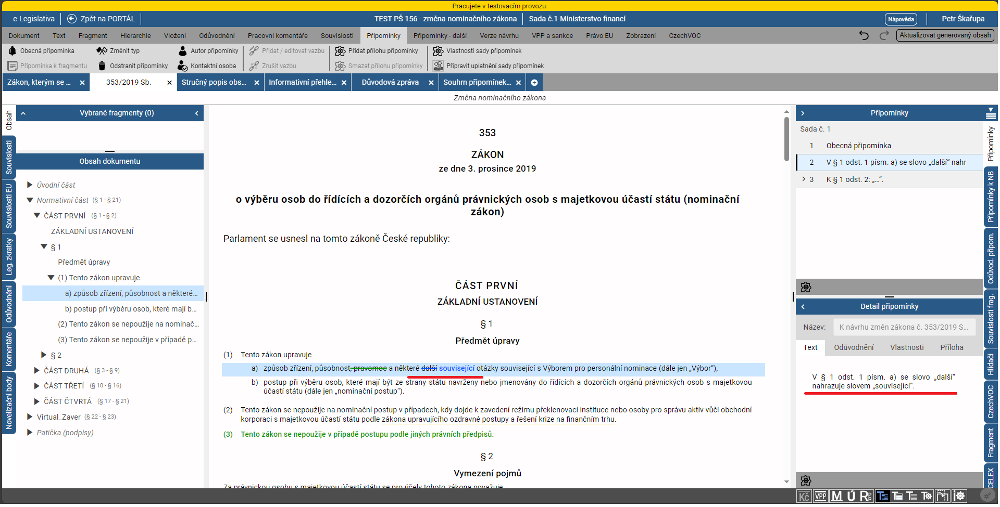 Pracujete v testovacím provozu.
e-Legislativa
Zpět na PORTÁL
TEST PŠ 156 - změna nominačního zákona
Sada č.1-Ministerstvo financí
Nápověda
Petr Škařupa
Dokument Text Fragment Hierarchie Vložení Odůvodnění Pracovní komentáře Souvislosti Připomínky Připomínky - další Verze návrhu VPP a sankce Právo EU Zobrazení CzechVOC
Aktualizovat generovaný obsah
Obecná připomínka Změnit typ Autor připomínky Přidat / editovat vazbu Přidat přílohu připomínky Vlastnosti sady připomínek
Připomínka k fragmentu Odstranit připomínky Kontaktní osoba Zrušit vazbu Smazat přílohu připomínky Připravit uplatnění sady připomínek
Zákon, kterým se ... 353/2019 Sb. Stručný popis obs... Informativní přehle... Důvodová zpráva Souhrn připomínek...
Změna nominačního zákona
Obsah
Souvislosti
Souvislosti EU
Leg. zkratky
Odůvodnění
Komentáře
Novelizační body
Vybrané fragmenty (0)
Obsah dokumentu
Úvodní část
Normativní část (§ 1 - § 21)
ČÁST PRVNÍ (§ 1 - § 2)
ZÁKLADNÍ USTANOVENÍ
§ 1
Předmět úpravy
(1) Tento zákon upravuje
a) způsob zřízení, působnost a některé...
b) postup při výběru osob, které mají b...
(2) Tento zákon se nepoužije na nominač...
(3) Tento zákon se nepoužije v případě p...
§ 2
ČÁST DRUHÁ (§ 3 - § 9)
ČÁST TŘETÍ (§ 10 - § 16)
ČÁST ČTVRTÁ (§ 17 - § 21)
Virtual_Zaver (§ 22 - § 23)
Patička (podpisy)
353
ZÁKON
ze dne 3. prosince 2019
o výběru osob do řídících a dozorčích orgánů právnických osob s majetkovou účastí státu (nominační
zákon)
Parlament se usnesl na tomto zákoně České republiky:
ČÁST PRVNÍ
ZÁKLADNÍ USTANOVENÍ
§ 1
Předmět úpravy
(1) Tento zákon upravuje
a) způsob zřízení, působnost, pravomoc a některé další související otázky související s Výborem pro personální nominace (dále jen „Výbor“),
b) postup při výběru osob, které mají být ze strany státu navrženy nebo jmenovány do řídících a dozorčích orgánů právnických osob s majetkovou
účastí státu (dále jen „nominační postup“).
(2) Tento zákon se nepoužije na nominační postup v případech, kdy dojde k zavedení režimu překlenovací instituce nebo osoby pro správu aktiv vůči obchodní
korporaci s majetkovou účastí státu podle zákona upravujícího ozdravné postupy a řešení krize na finančním trhu.
(3) Tento zákon se nepoužije v případě postupu podle jiných právních předpisů.
§ 2
Vymezení pojmů
Za právnickou osobu s majetkovou účastí státu se pro účely tohoto zákona považuje
Připomínky
Sada č. 1
1 Obecná připomínka
2 V § 1 odst. 1 písm. a) se slovo „další“ nahr
3 K § 1 odst. 2: „...“.
Detail připomínky
Název: K návrhu změn zákona č. 353/2019 S...
Text Odůvodnění Vlastnosti Příloha
V § 1 odst. 1 písm. a) se slovo „další“
nahrazuje slovem „související“.
Připomínky
Připomínky k NB
Odůvod. připom.
Souvislosti frag.
Hlídači
CzechVOC
Fragment
CELEX
Kč VPP M Ú R